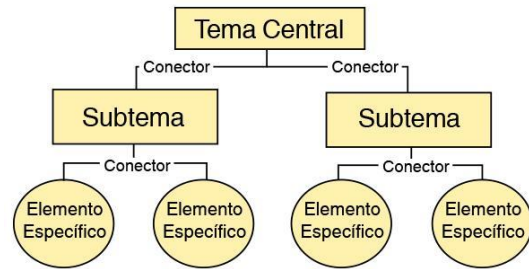 Tema Central
Conector Conector
Subtema Subtema
Conector Conector
Elemento Elemento Elemento Elemento
Específico Específico Específico Específico